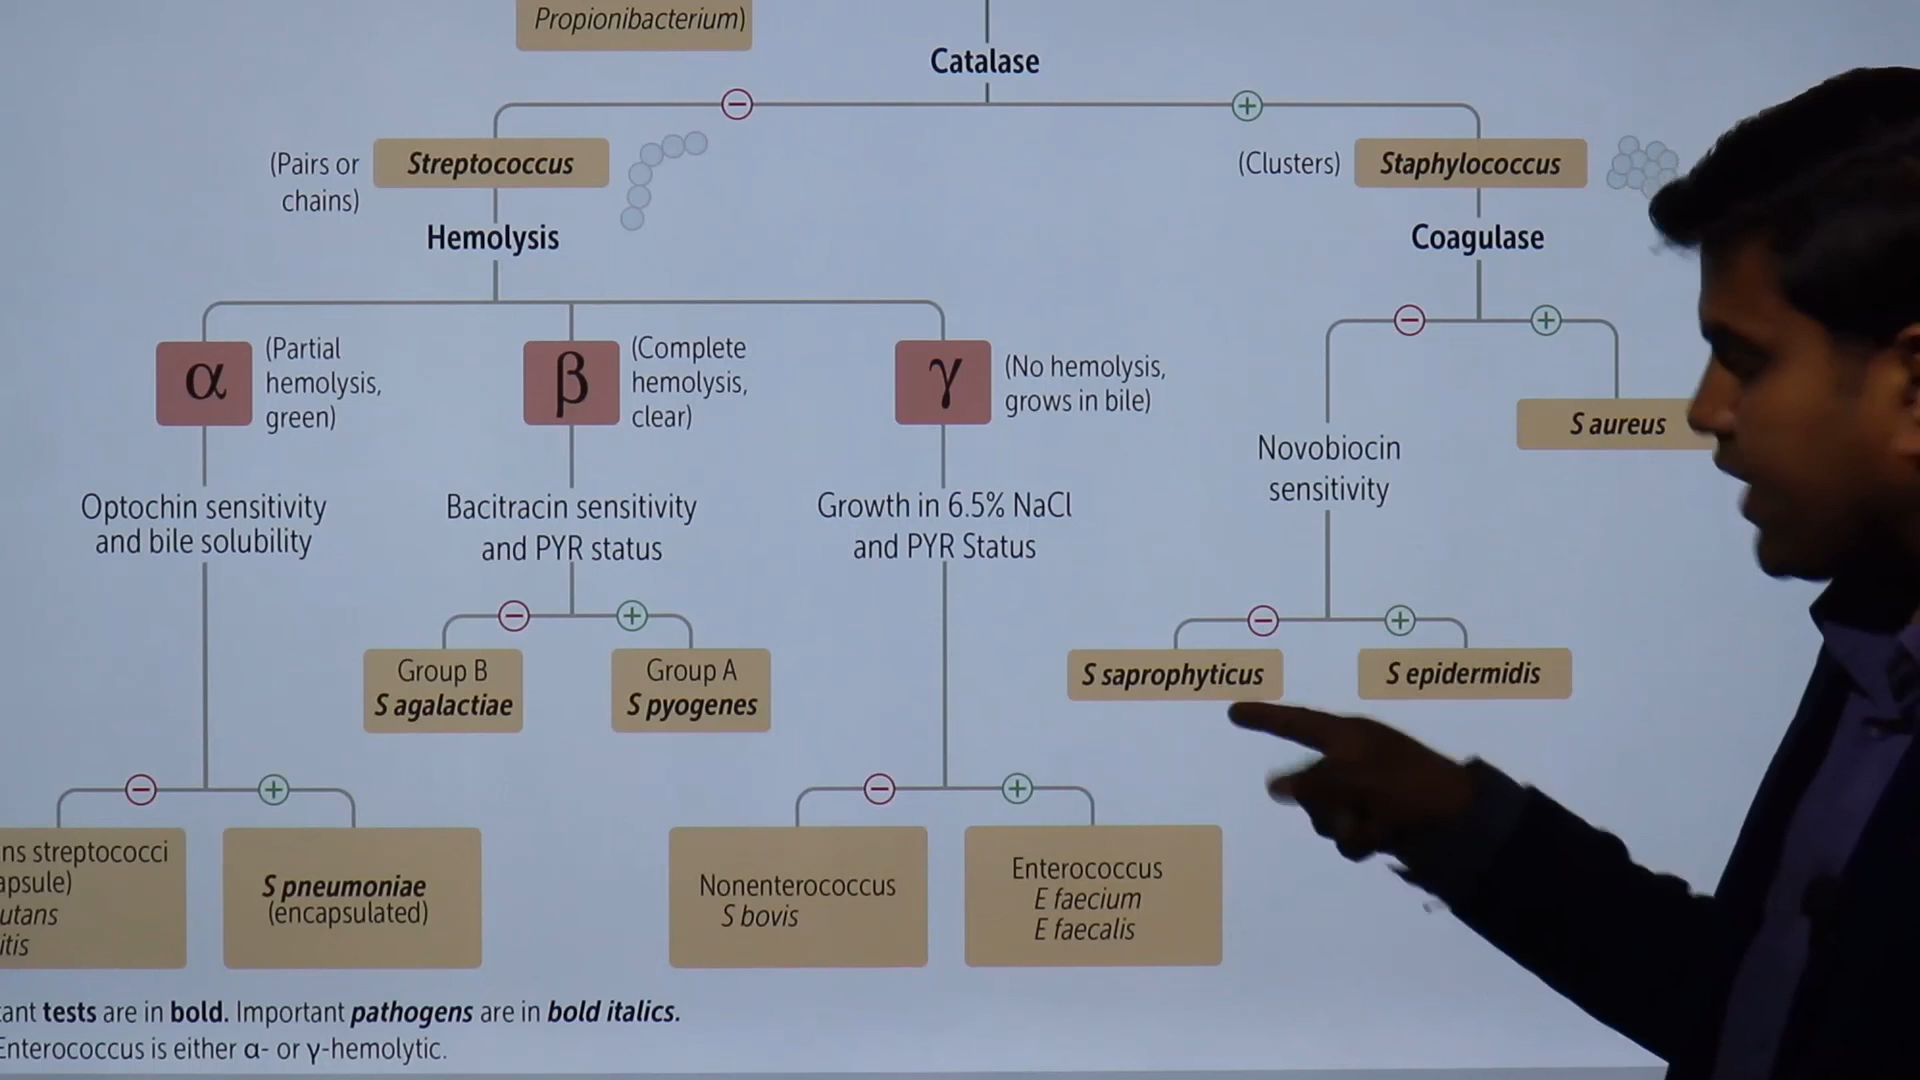 Propionibacterium)
Catalase
(Pairs or
chains)
Streptococcus
(Clusters)
Staphylococcus
Hemolysis
Coagulase
α
(Partial
hemolysis,
green)
β
(Complete
hemolysis,
clear)
γ
(No hemolysis,
grows in bile)
S aureus
Novobiocin
sensitivity
Optochin sensitivity
and bile solubility
Bacitracin sensitivity
and PYR status
Growth in 6.5% NaCl
and PYR Status
Group B
S agalactiae
Group A
S pyogenes
S saprophyticus
S epidermidis
streptococci
S pneumoniae
(encapsulated)
Nonenterococcus
S bovis
Enterococcus
E faecium
E faecalis
tests are in bold. Important pathogens are in bold italics.
Enterococcus is either α- or γ-hemolytic.